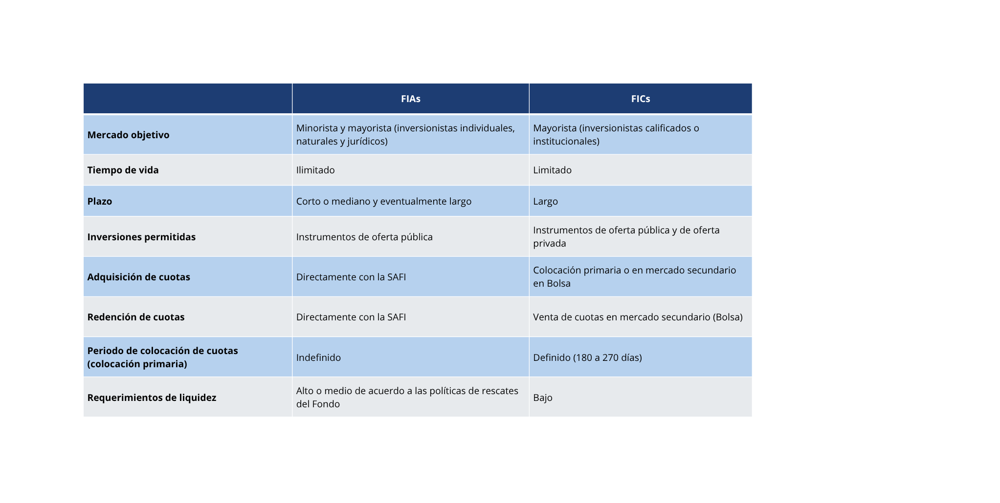 FIAs
FICs
Mercado objetivo
Minorista y mayorista (inversionistas individuales,
naturales y jurídicos)
Mayorista (inversionistas calificados o
institucionales)
Tiempo de vida
Ilimitado
Limitado
Plazo
Corto o mediano y eventualmente largo
Largo
Inversiones permitidas
Instrumentos de oferta pública
Instrumentos de oferta pública y de oferta
privada
Adquisición de cuotas
Directamente con la SAFI
Colocación primaria o en mercado secundario
en Bolsa
Redención de cuotas
Directamente con la SAFI
Venta de cuotas en mercado secundario (Bolsa)
Periodo de colocación de cuotas
(colocación primaria)
Indefinido
Definido (180 a 270 días)
Requerimientos de liquidez
Alto o medio de acuerdo a las políticas de rescates
del Fondo
Bajo